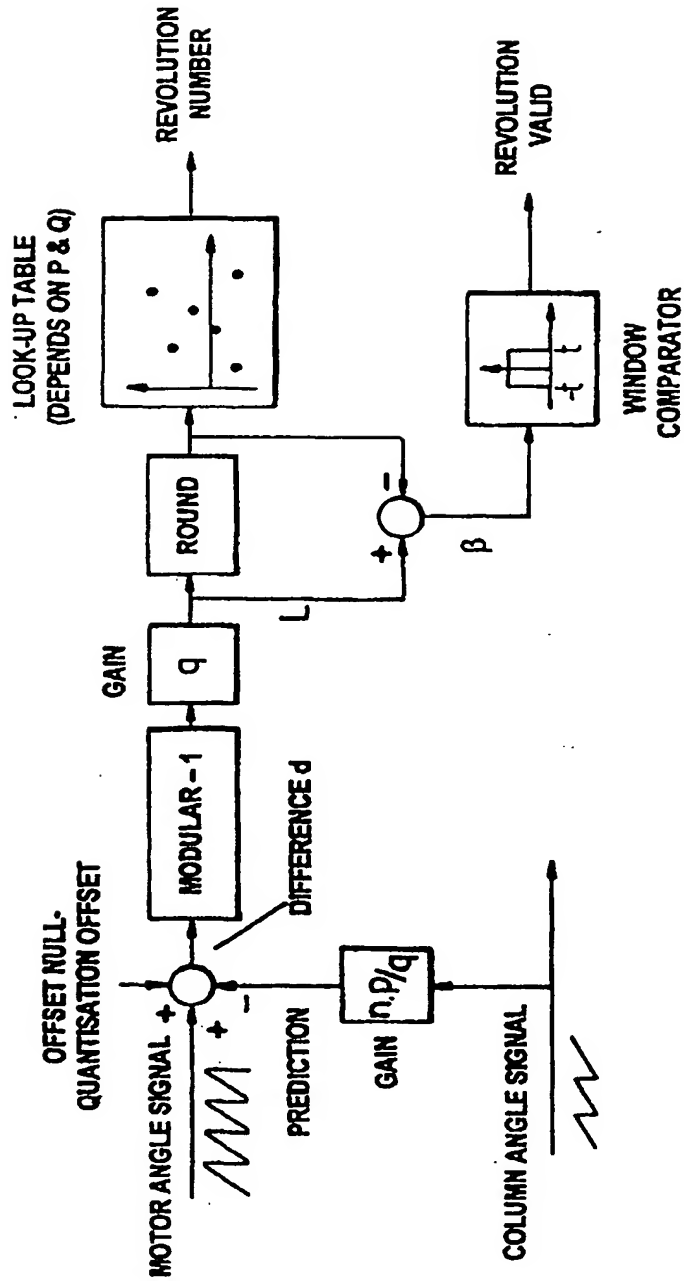 LOOK-UP TABLE
(DEPENDS ON P & Q)
REVOLUTION
NUMBER
GAIN
q
ROUND
OFFSET NULL-
QUANTISATION OFFSET
MODULAR-1
L
+
-
β
REVOLUTION
VALID
-t
t
WINDOW
COMPARATOR
MOTOR ANGLE SIGNAL
+
+
-
DIFFERENCE d
PREDICTION
GAIN
n.p/q
COLUMN ANGLE SIGNAL